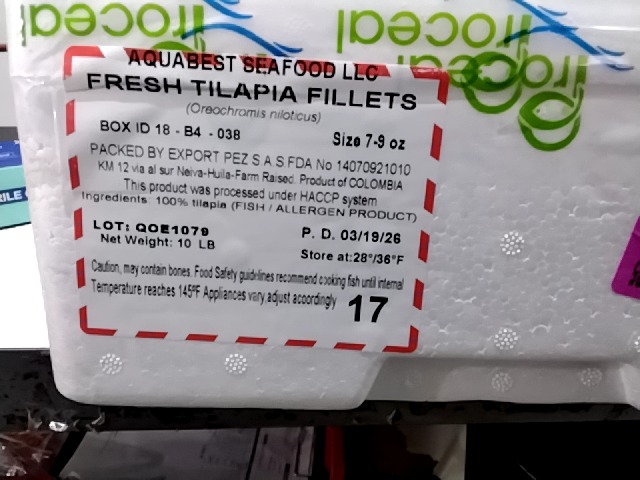 iroceal iroceal
iroceal iroceal
AQUABEST SEAFOOD LLC
FRESH TILAPIA FILLETS
(Oreochromis niloticus)
BOX ID 18 - B4 - 038 Size 7-9 oz
PACKED BY EXPORT PEZ S A S FDA No 14070921010
KM 12 via al sur Neiva-Huila-Farm Raised. Product of COLOMBIA
This product was processed under HACCP system
Ingredients: 100% tilapia (FISH / ALLERGEN PRODUCT)
LOT: QOE1079 P. D. 03/19/26
Net Weight: 10 LB Store at:28°/36°F
Caution, may contain bones. Food Safety guidelines recommend cooking fish until internal
Temperature reaches 145°F Appliances vary,adjust accordingly 17